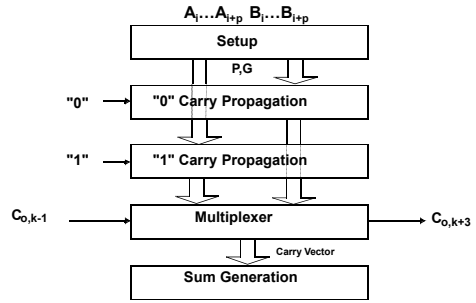 Ai...Ai+p Bi...Bi+p
Setup
P,G
"0" "0" Carry Propagation
"1" "1" Carry Propagation
Co,k-1 Multiplexer Co,k+3
Carry Vector
Sum Generation